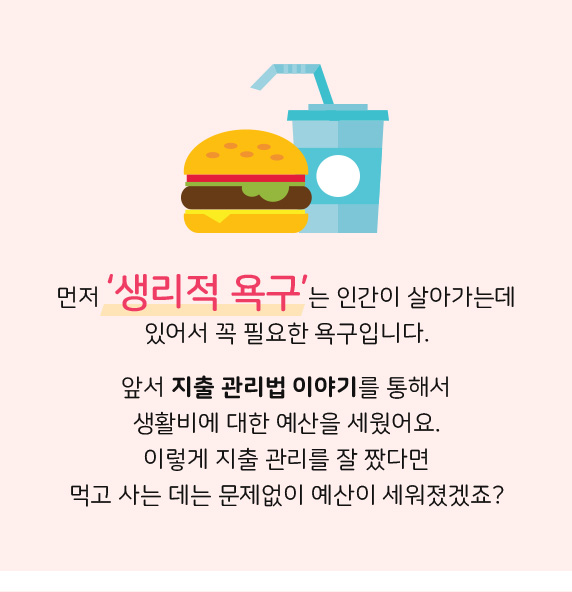 먼저 '생리적 욕구'는 인간이 살아가는데
있어서 꼭 필요한 욕구입니다.
앞서 지출 관리법 이야기를 통해서
생활비에 대한 예산을 세웠어요.
이렇게 지출 관리를 잘 짰다면
먹고 사는 데는 문제없이 예산이 세워졌겠죠?